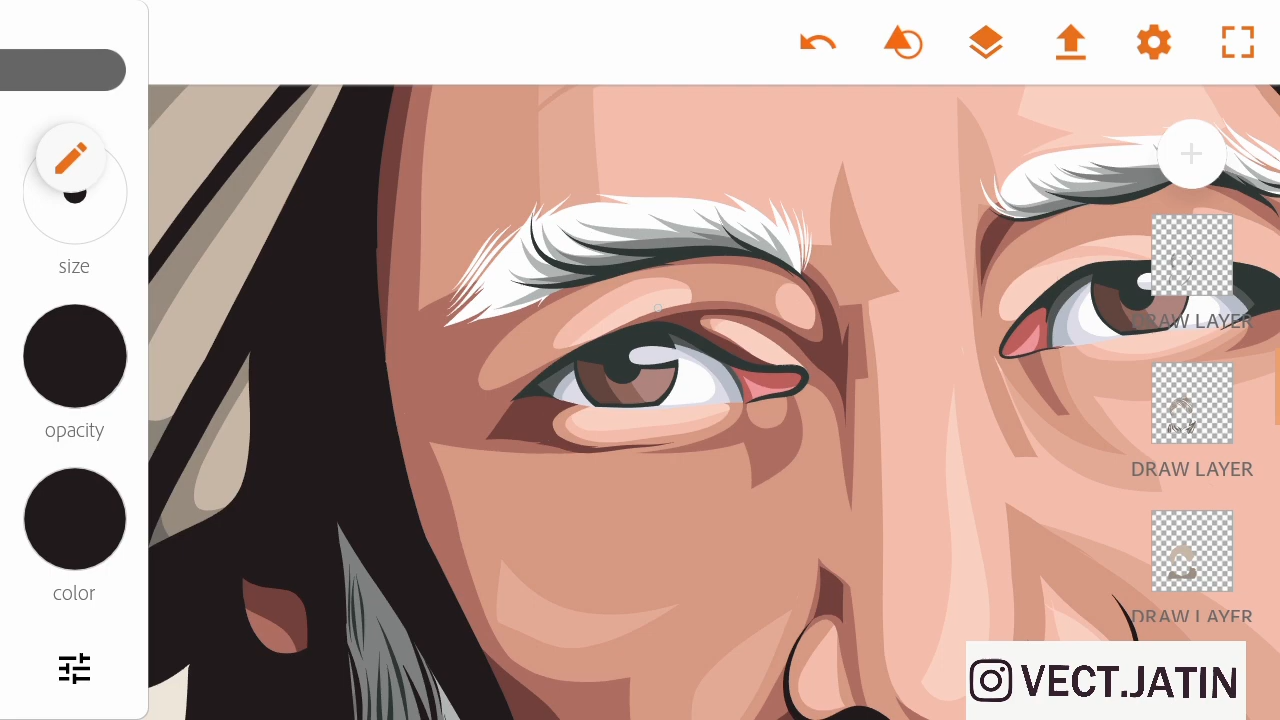 size
opacity
color
DRAW LAYER
DRAW LAYER
DRAW LAYER
VECT.JATIN